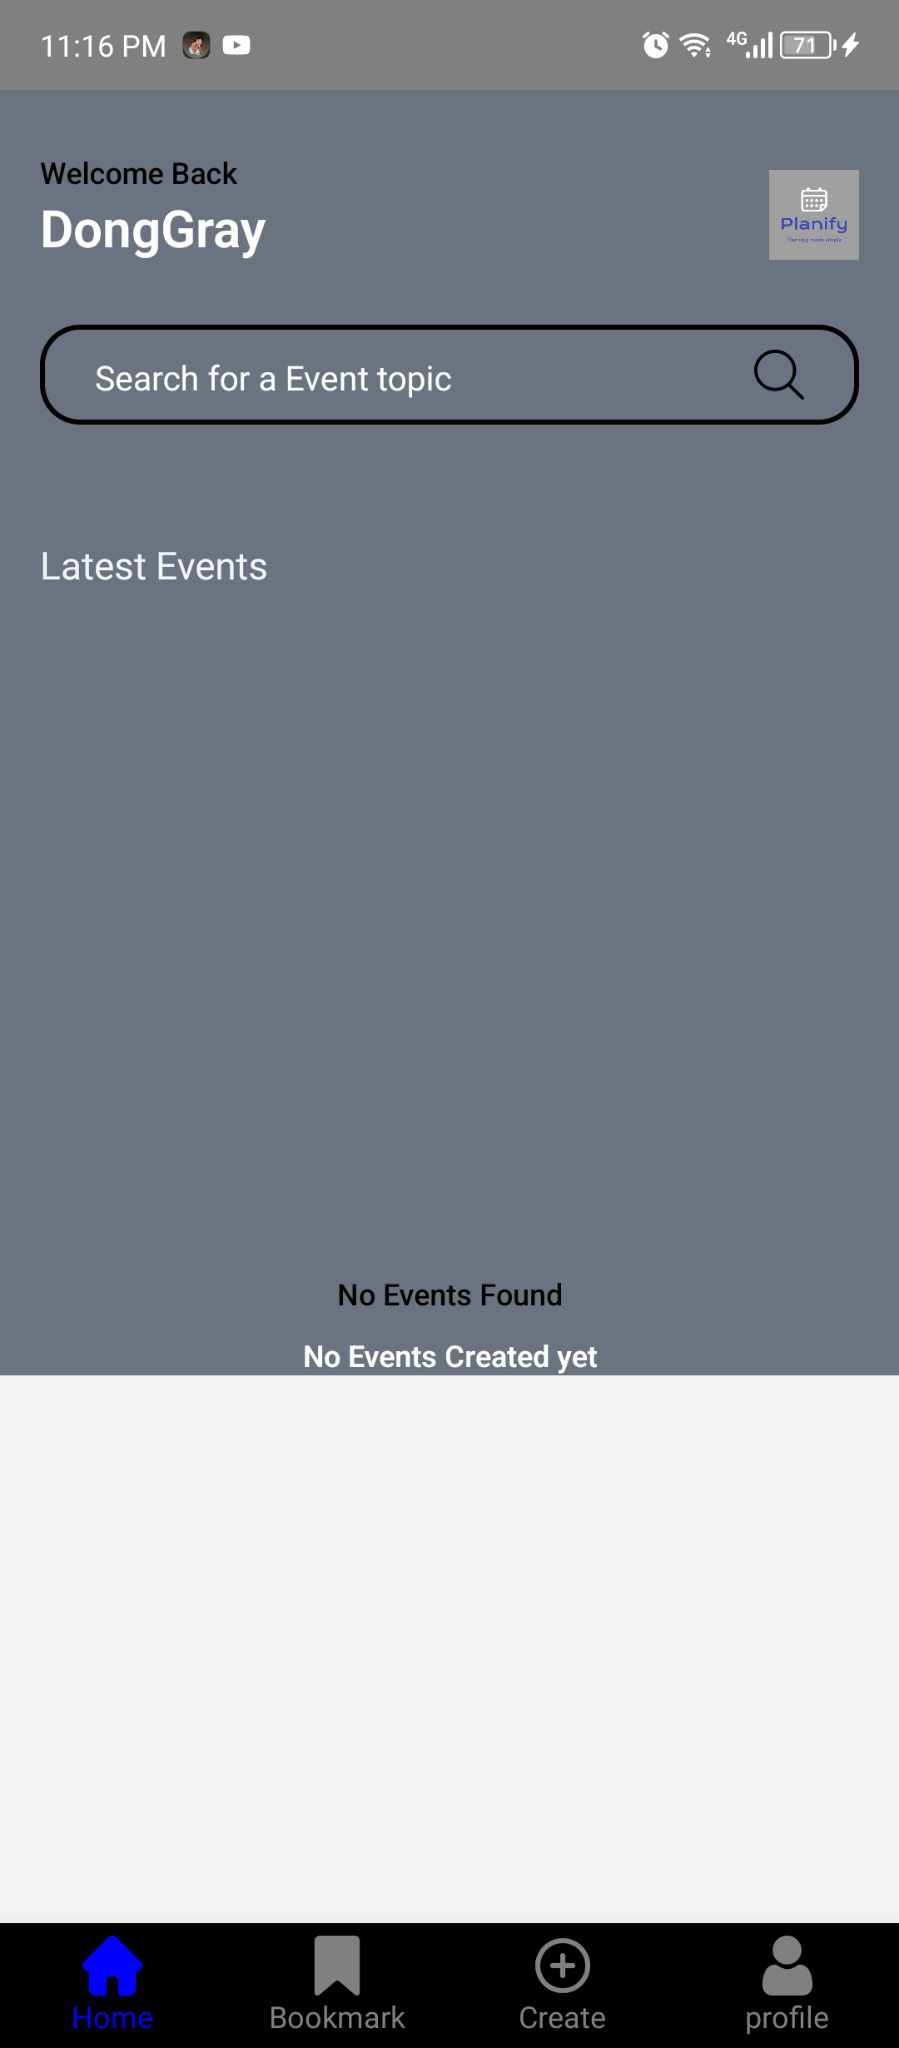 11:16 PM
4G
71
Welcome Back
DongGray
Planify
Search for a Event topic
Latest Events
No Events Found
No Events Created yet
Home
Bookmark
Create
profile